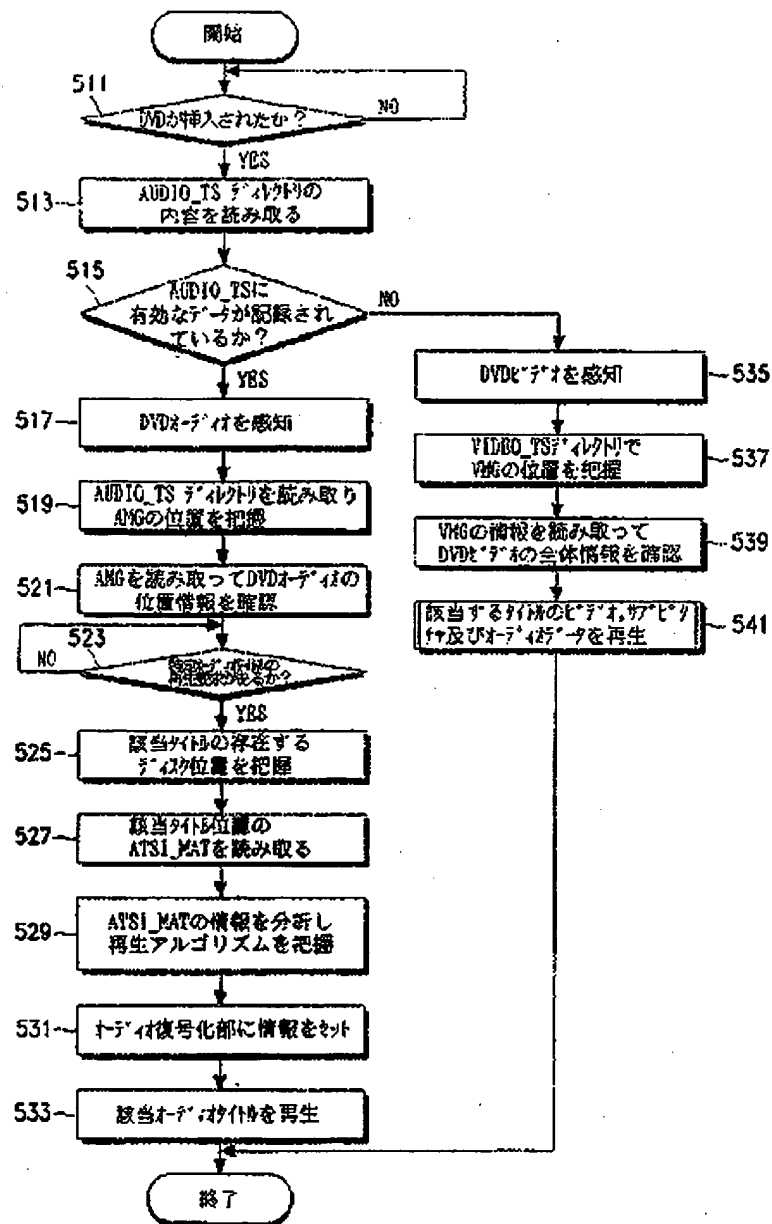 開始
511
DVDが挿入されたか？
NO
YES
513
AUDIO_TS ディレクトリの
内容を読み取る
515
AUDIO_TSに
有効なデータが記録され
ているか？
NO
YES
517
DVDオーディオを感知
519
AUDIO_TS ディレクトリを読み取り
AMGの位置を把握
521
AMGを読み取ってDVDオーディオの
位置情報を確認
523
NO
再生要求があるか？
YES
525
該当タイトルの存在する
ディスク位置を把握
527
該当タイトル位置の
ATSI_MATを読み取る
529
ATSI_MATの情報を分析し
再生アルゴリズムを把握
531
オーディオ復号化部に情報をセット
533
該当オーディオタイトルを再生
DVDビデオを感知
535
VIDEO_TSディレクトリで
VMGの位置を把握
537
VMGの情報を読み取って
DVDビデオの全体情報を確認
539
該当するタイトルのビデオ,サブピク
チャ及びオーディオデータを再生
541
終了